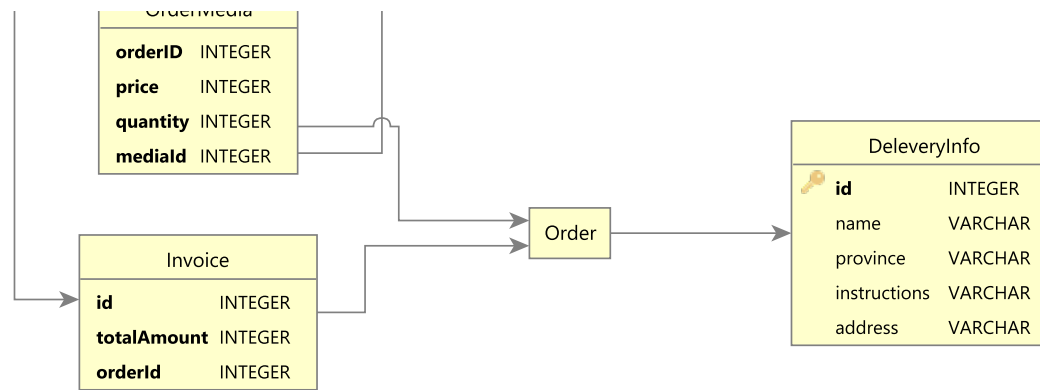 OrderMedia
orderID INTEGER
price INTEGER
quantity INTEGER
mediaId INTEGER
DeleveryInfo
id INTEGER
name VARCHAR
province VARCHAR
instructions VARCHAR
address VARCHAR
Order
Invoice
id INTEGER
totalAmount INTEGER
orderId INTEGER